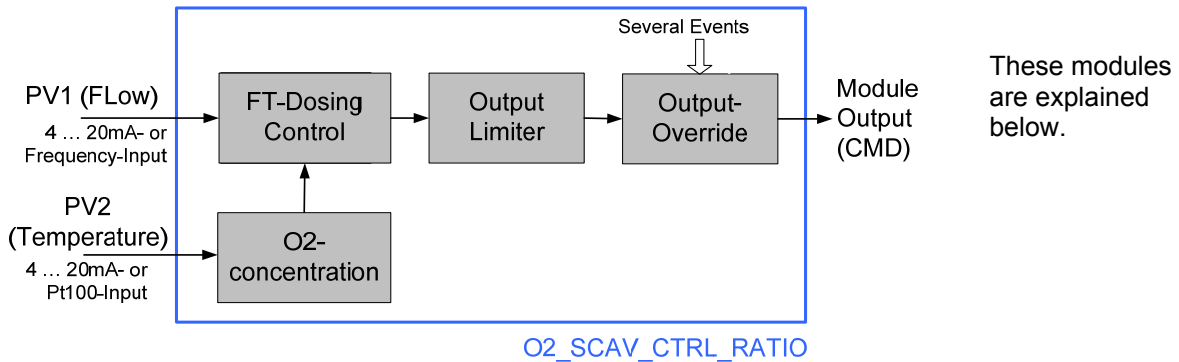 Several Events
PV1 (FLow)
4 ... 20mA- or
Frequency-Input
FT-Dosing
Control
Output
Limiter
Output-
Override
Module
Output
(CMD)
These modules
are explained
below.
PV2
(Temperature)
4 ... 20mA- or
Pt100-Input
O2-
concentration
O2_SCAV_CTRL_RATIO